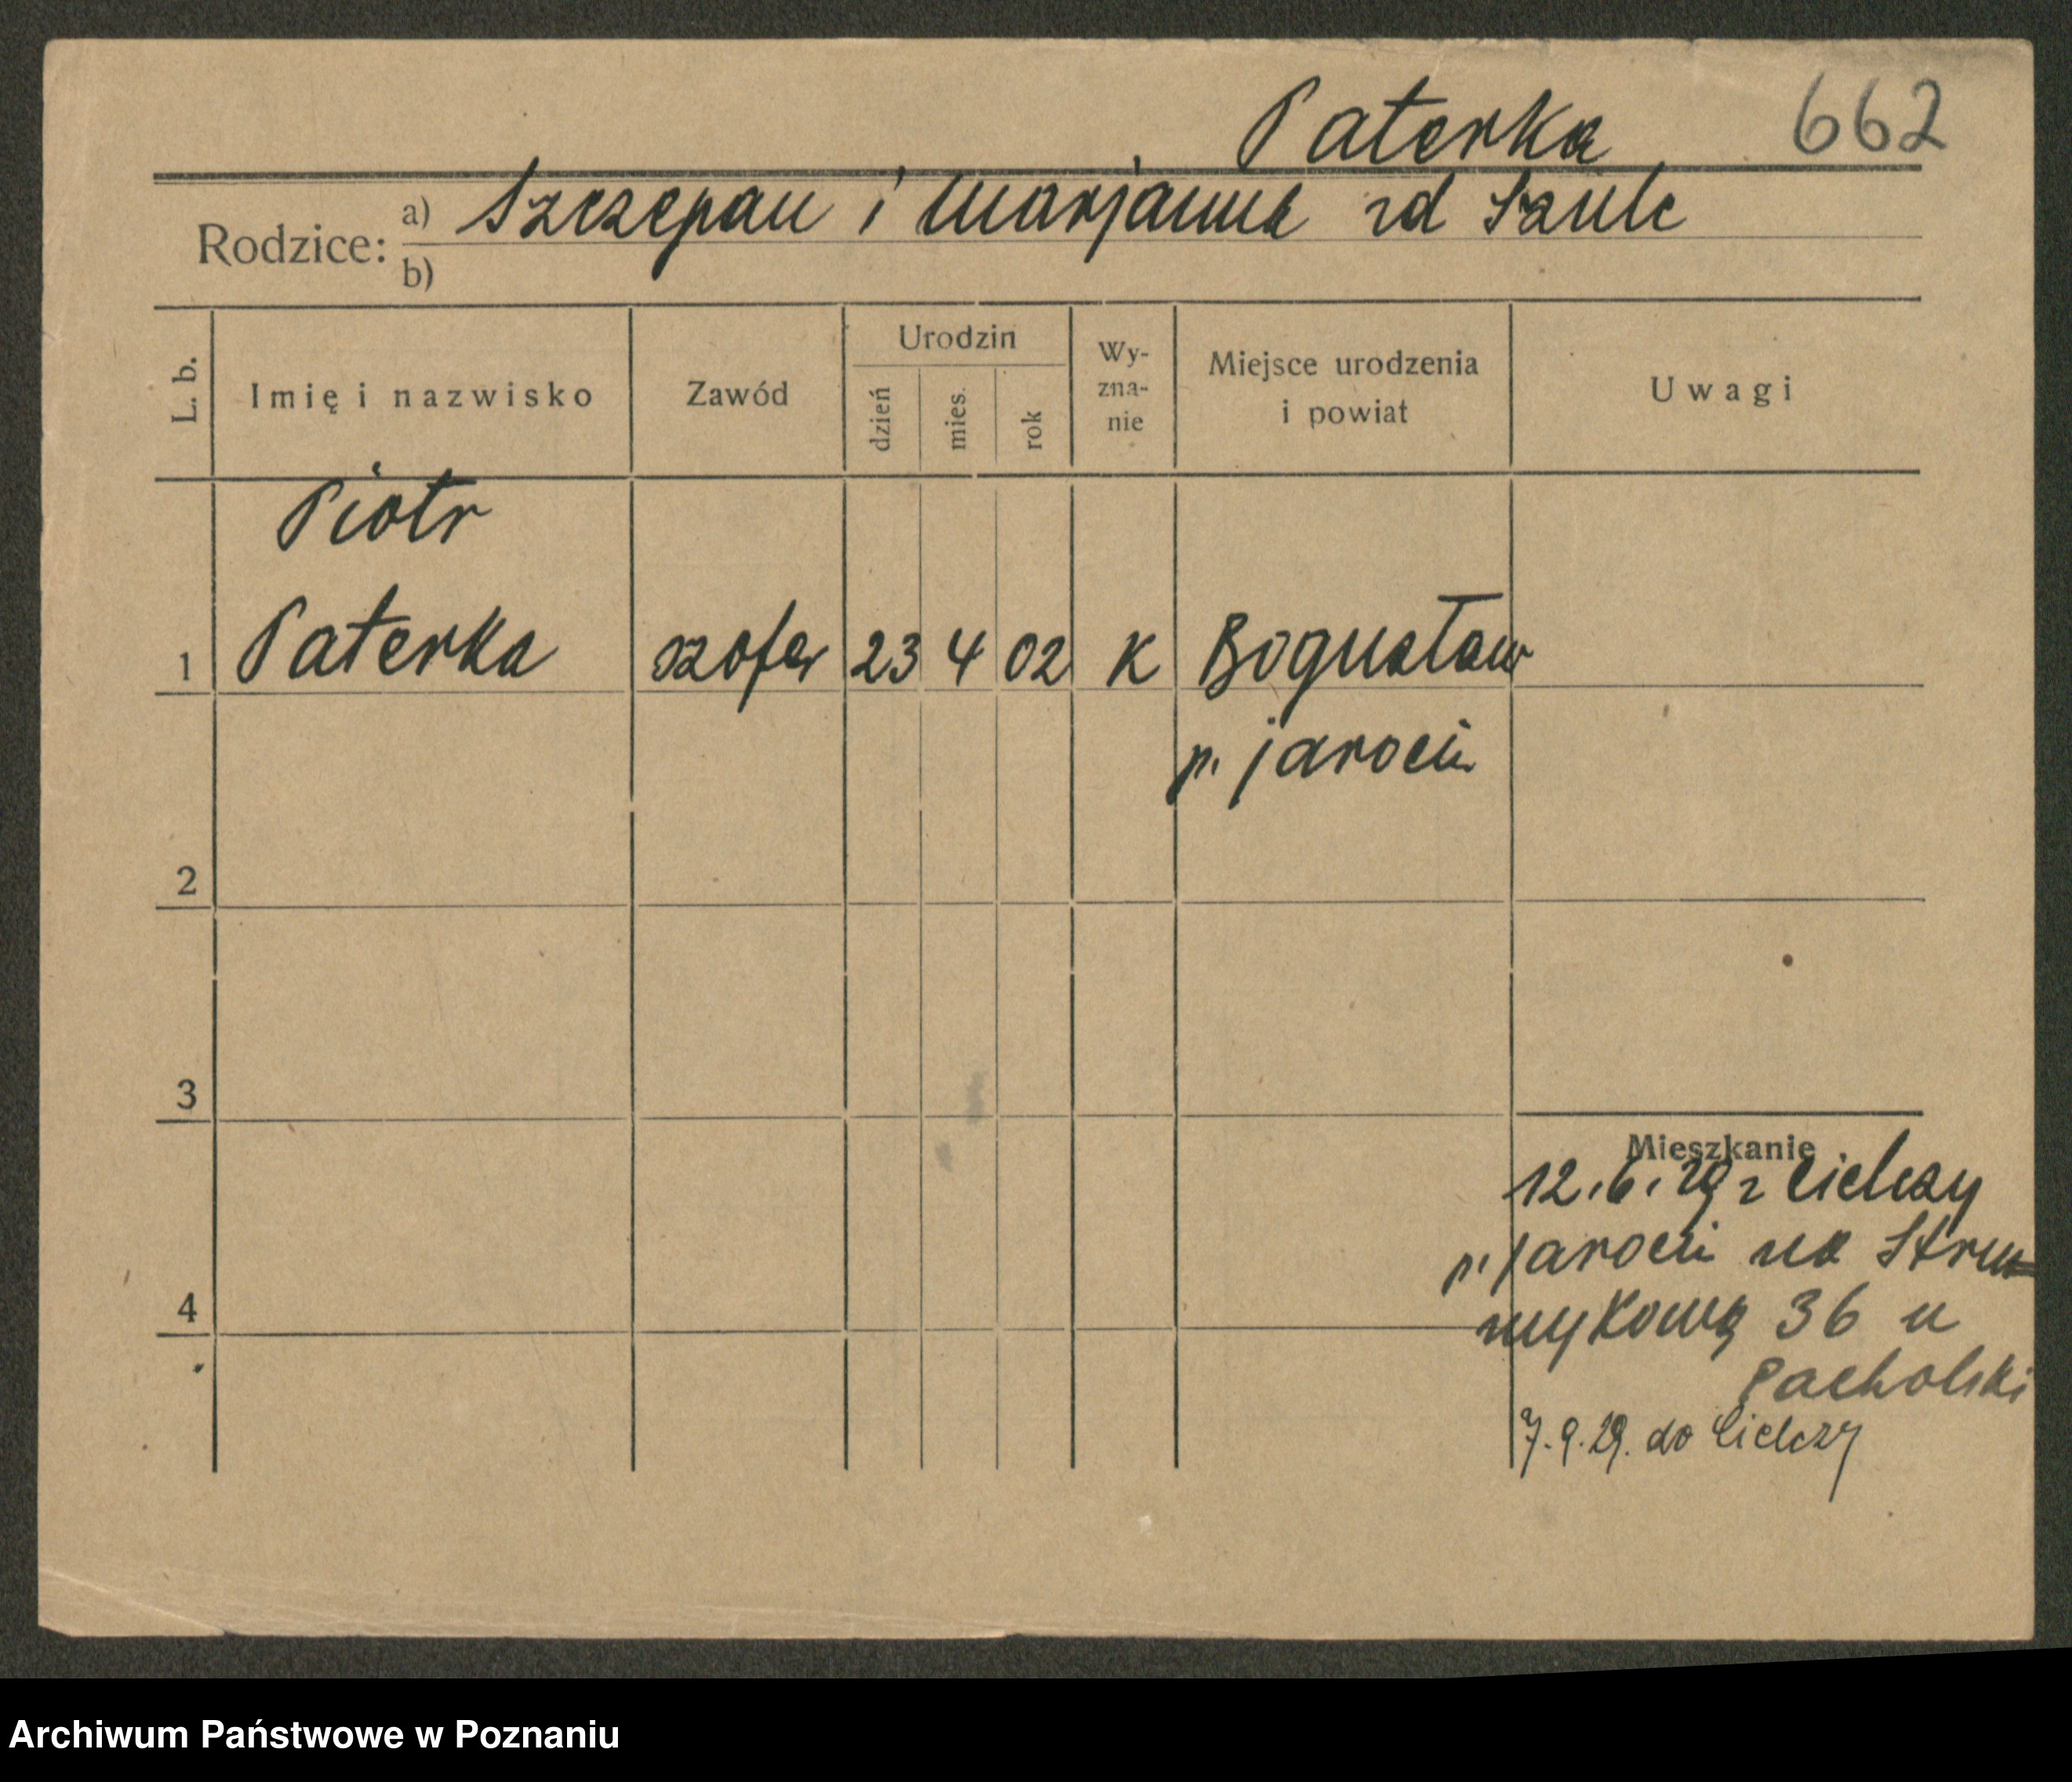 Paterka 662
Rodzice: a) Szczepan i Marjanna zd Szulc
b)
L. b. Imię i nazwisko Zawód Urodzin dzień mies. rok Wy-zna-nie Miejsce urodzenia i powiat Uwagi
Piotr
1 Paterka szofer 23 4 02 K Bogusław
p. Jarocin
2
3
Mieszkanie
12.6.29 z Cielczy
p. Jarocin na Stru=
4
mykową 36 u
Pacholski
7.9.29. do Cielczy
Archiwum Państwowe w Poznaniu